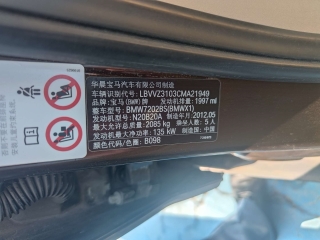 华晨宝马汽车有限公司制造
车辆识别代号: LBVVZ3103CMA21949
品牌: 宝马 (BMW) 牌 发动机排量: 1997 ml
整车型号: BMW7202BS(BMWX1)
发动机型号: N20B20A 制造年月: 2012.05
最大允许总质量: 2085 kg 乘坐人数: 5 人
发动机最大净功率: 135 kW 制造国: 中国
颜色代码/色圈: B098